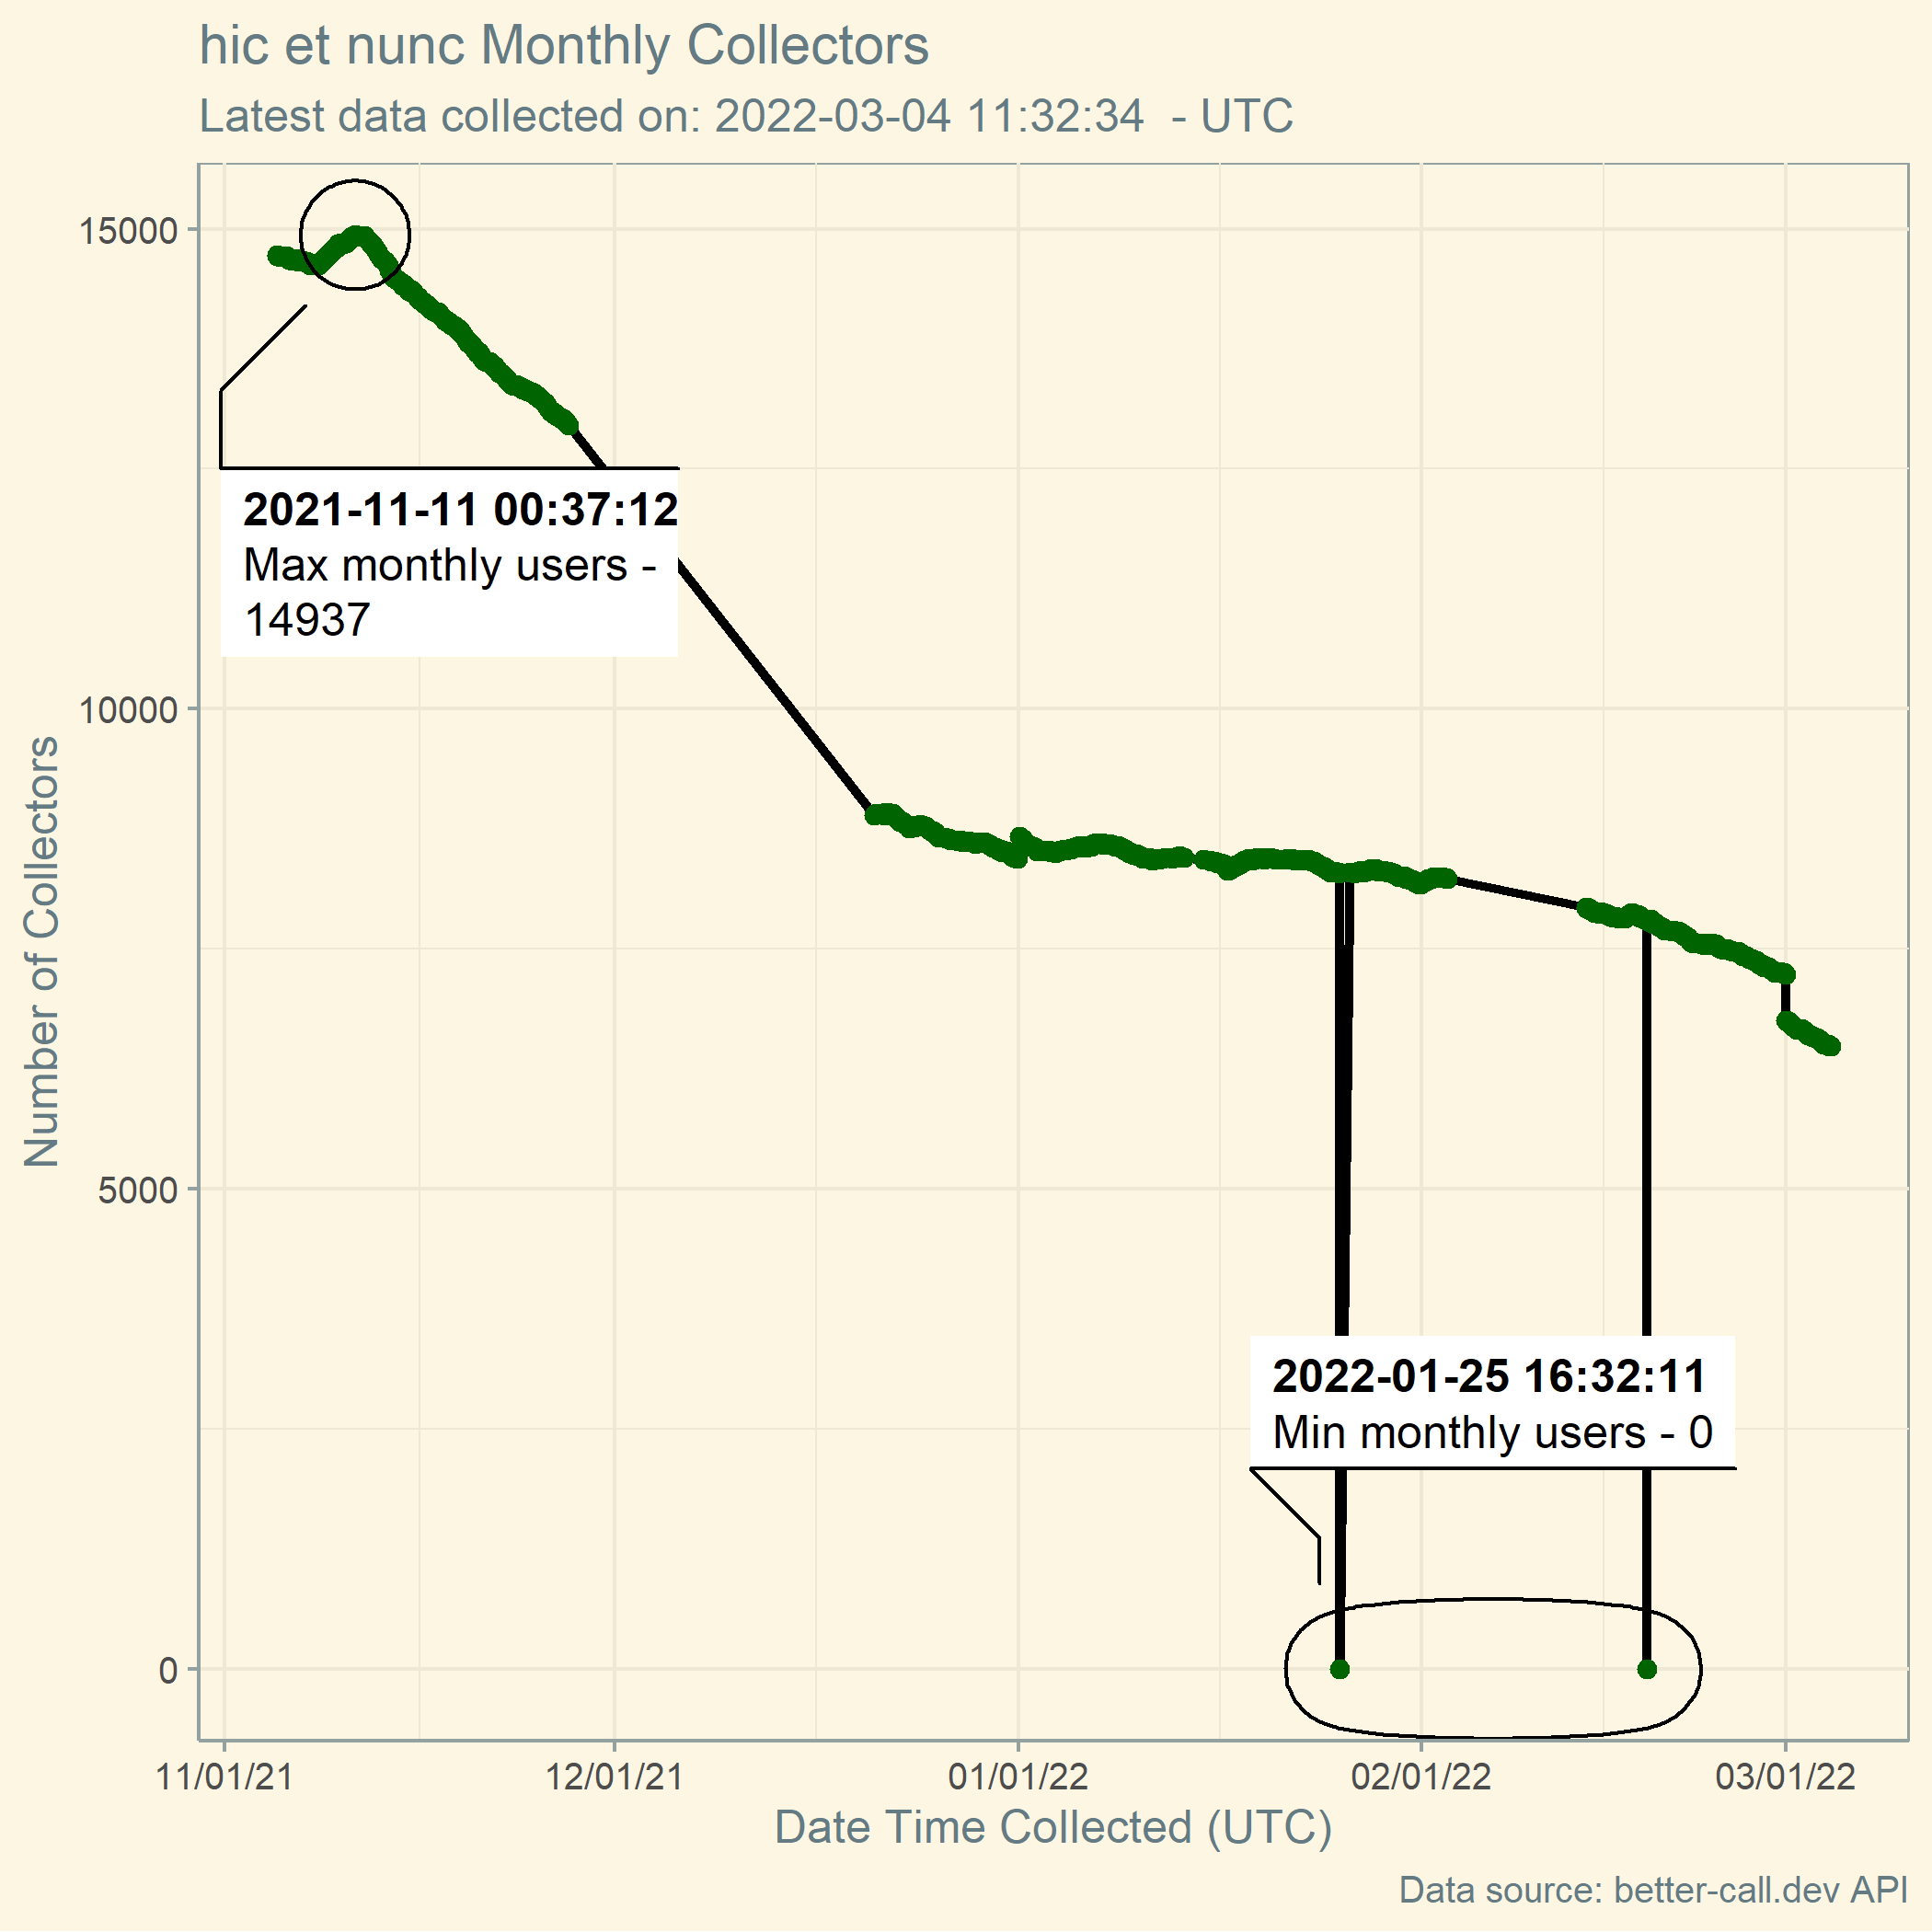 hic et nunc Monthly Collectors
Latest data collected on: 2022-03-04 11:32:34  - UTC
Number of Collectors
15000
10000
5000
0
2021-11-11 00:37:12
Max monthly users -
14937
2022-01-25 16:32:11
Min monthly users - 0
11/01/21 12/01/21 01/01/22 02/01/22 03/01/22
Date Time Collected (UTC)
Data source: better-call.dev API